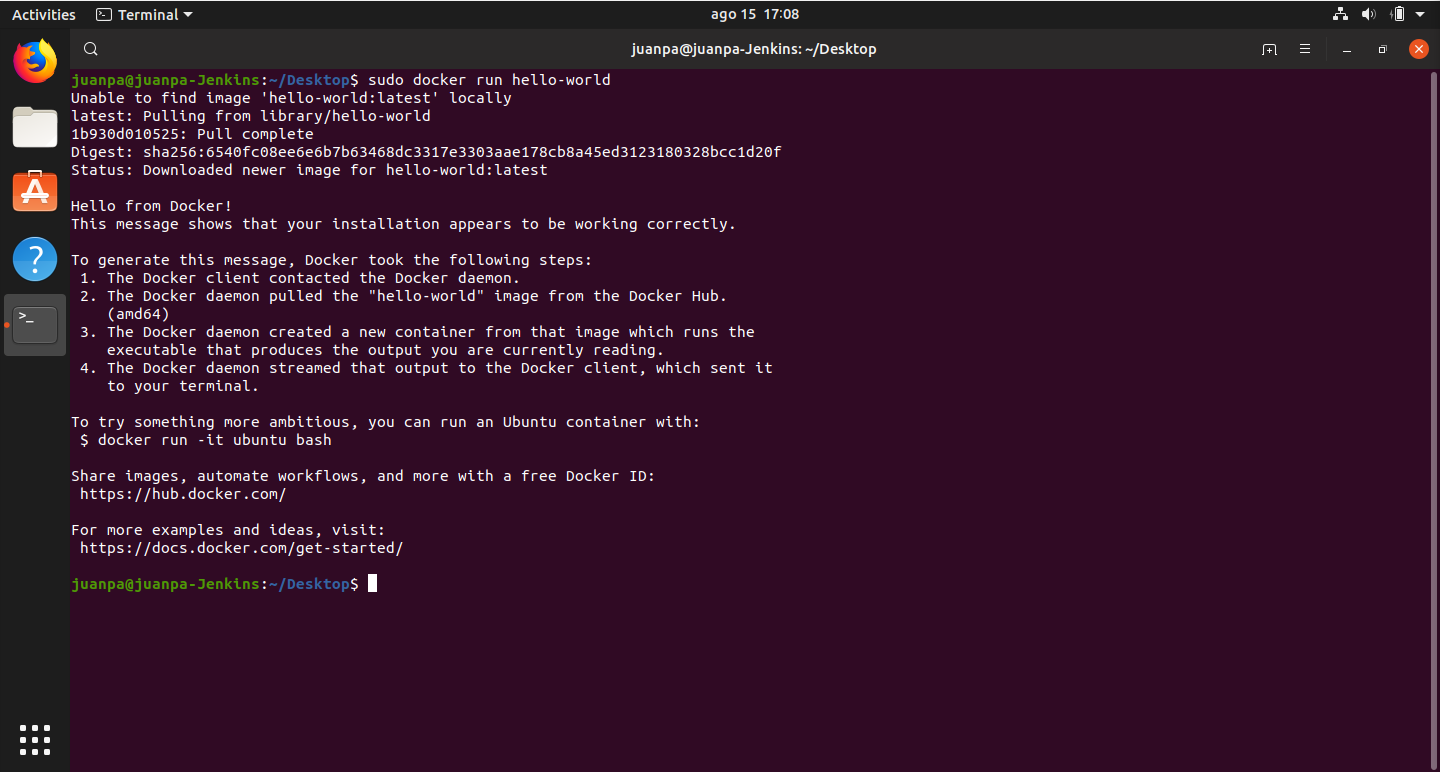 Activities Terminal ago 15 17:08
juanpa@juanpa-Jenkins: ~/Desktop
juanpa@juanpa-Jenkins:~/Desktop$ sudo docker run hello-world
Unable to find image 'hello-world:latest' locally
latest: Pulling from library/hello-world
1b930d010525: Pull complete
Digest: sha256:6540fc08ee6e6b7b63468dc3317e3303aae178cb8a45ed3123180328bcc1d20f
Status: Downloaded newer image for hello-world:latest

Hello from Docker!
This message shows that your installation appears to be working correctly.

To generate this message, Docker took the following steps:
 1. The Docker client contacted the Docker daemon.
 2. The Docker daemon pulled the "hello-world" image from the Docker Hub.
    (amd64)
 3. The Docker daemon created a new container from that image which runs the
    executable that produces the output you are currently reading.
 4. The Docker daemon streamed that output to the Docker client, which sent it
    to your terminal.

To try something more ambitious, you can run an Ubuntu container with:
 $ docker run -it ubuntu bash

Share images, automate workflows, and more with a free Docker ID:
 https://hub.docker.com/

For more examples and ideas, visit:
 https://docs.docker.com/get-started/

juanpa@juanpa-Jenkins:~/Desktop$